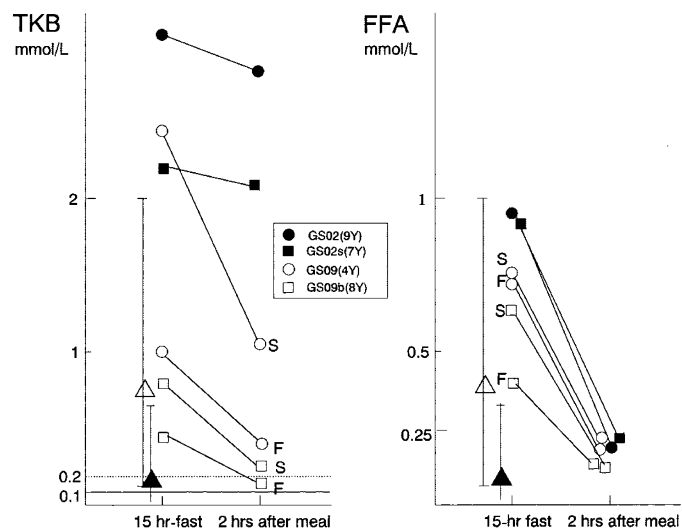 TKB
mmol/L
2
1
0.2
0.1
S
F
S
F
15 hr-fast
2 hrs after meal
GS02(9Y)
GS02s(7Y)
GS09(4Y)
GS09b(8Y)
FFA
mmol/L
1
0.5
0.25
S
F
S
F
15-hr fast
2 hrs after meal